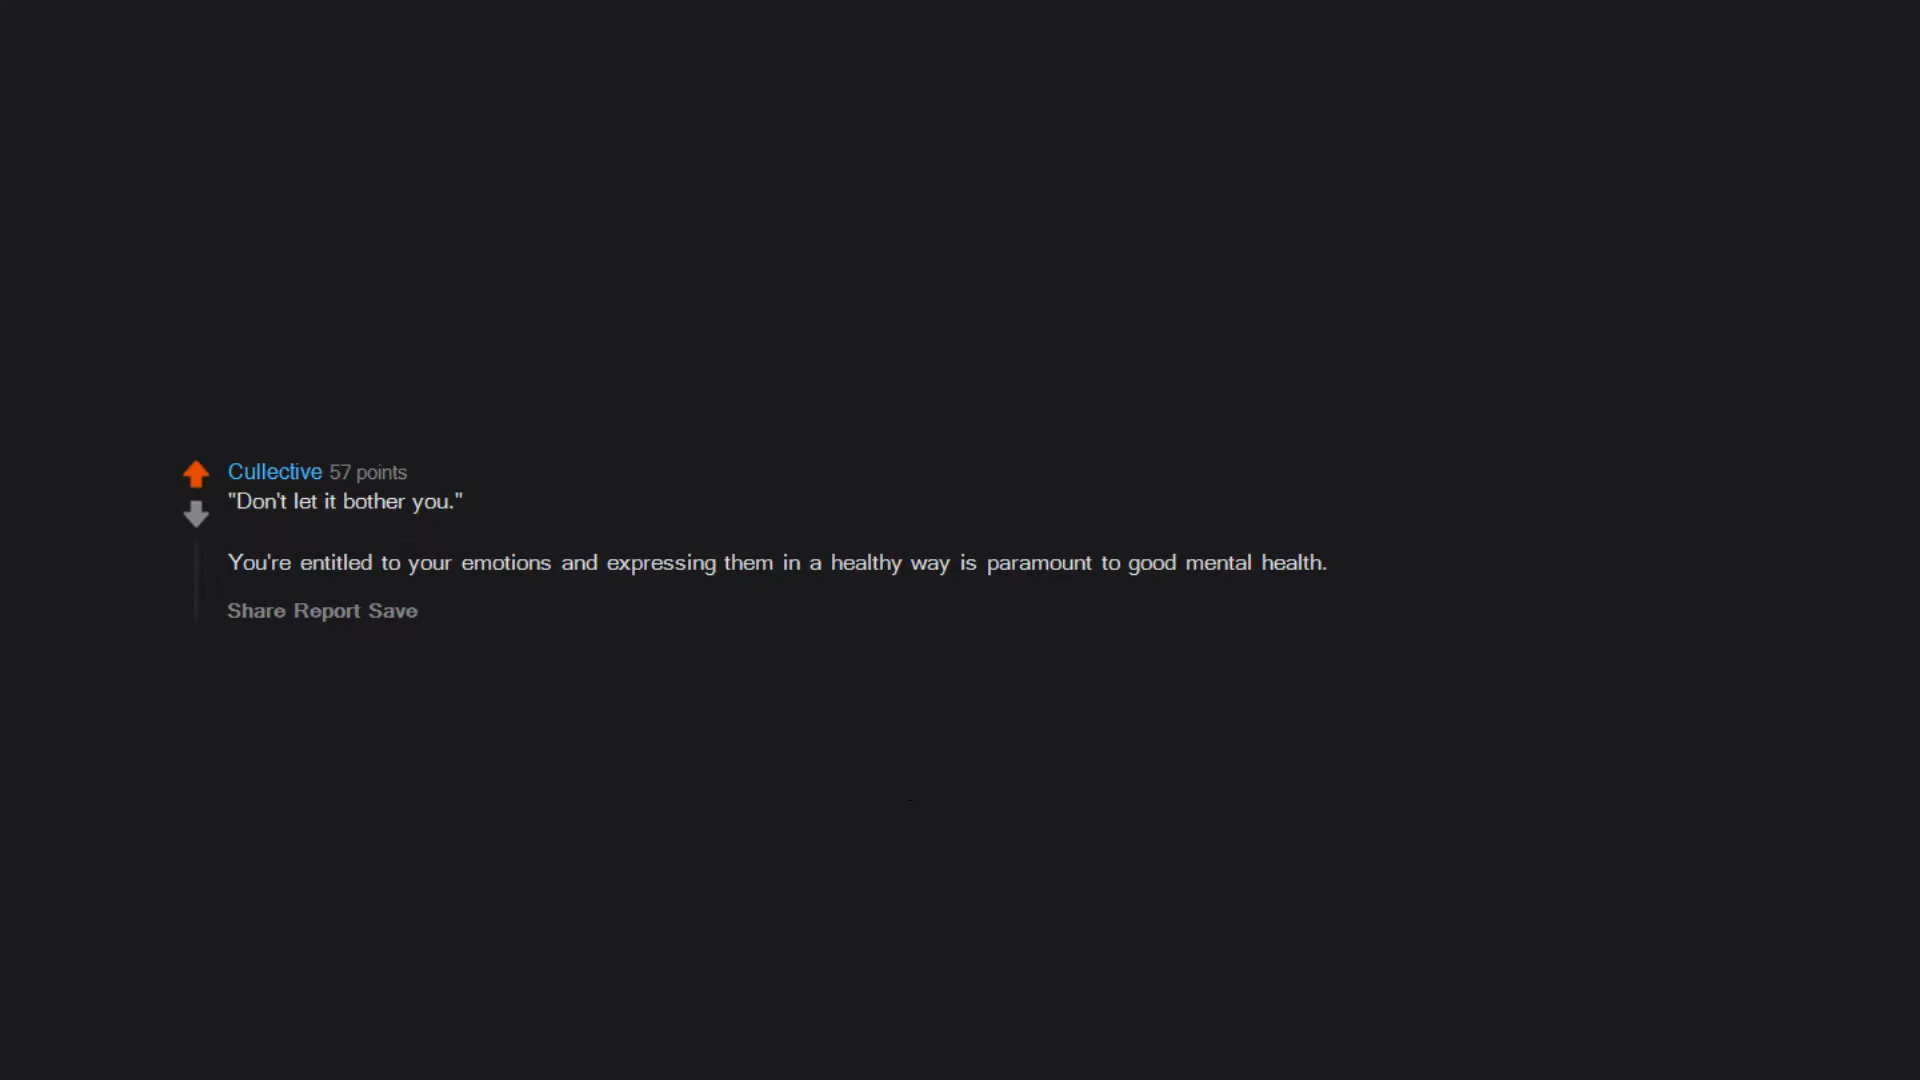 Cullective 57 points
"Don't let it bother you."
You're entitled to your emotions and expressing them in a healthy way is paramount to good mental health.
Share Report Save